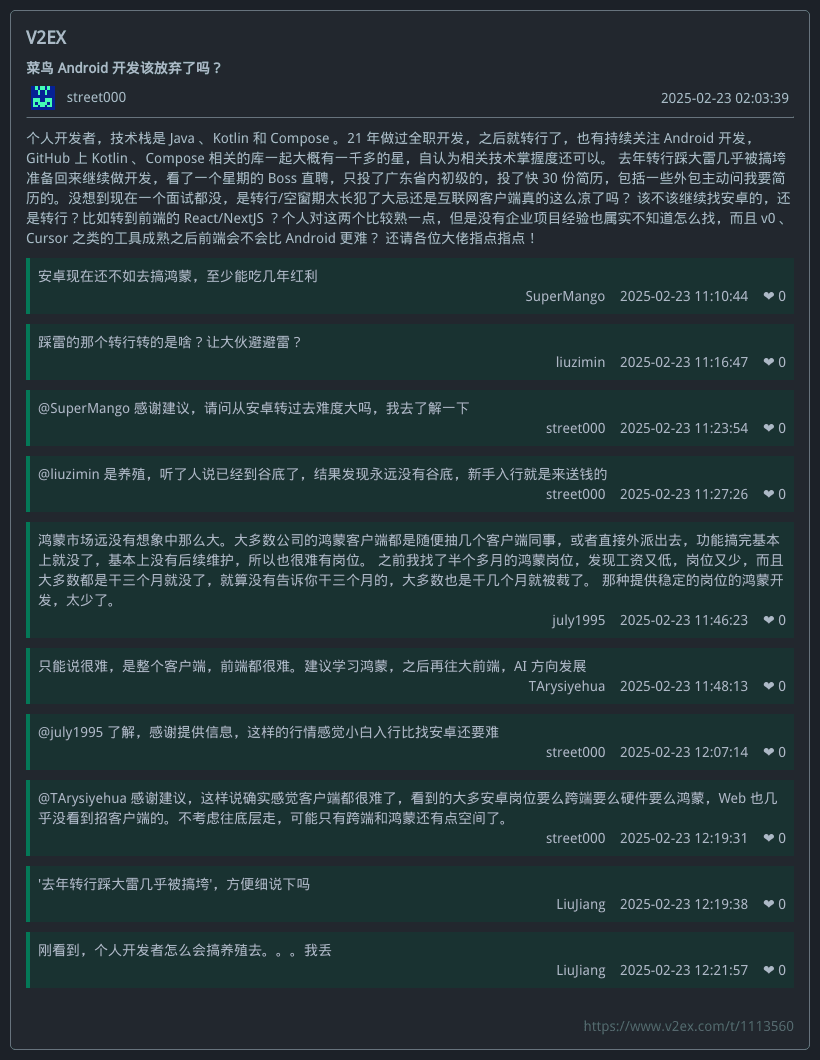 V2EX
菜鸟 Android 开发该放弃了吗？
street000
2025-02-23 02:03:39
个人开发者，技术栈是 Java 、Kotlin 和 Compose 。21 年做过全职开发，之后就转行了，也有持续关注 Android 开发，
GitHub 上 Kotlin 、Compose 相关的库一起大概有一千多的星，自认为相关技术掌握度还可以。 去年转行踩大雷几乎被搞垮
准备回来继续做开发，看了一个星期的 Boss 直聘，只投了广东省内初级的，投了快 30 份简历，包括一些外包主动问我要简
历的。没想到现在一个面试都没，是转行/空窗期太长犯了大忌还是互联网客户端真的这么凉了吗？ 该不该继续找安卓的，还
是转行？比如转到前端的 React/NextJS ？个人对这两个比较熟一点，但是没有企业项目经验也属实不知道怎么找，而且 v0 、
Cursor 之类的工具成熟之后前端会不会比 Android 更难？ 还请各位大佬指点指点！
安卓现在还不如去搞鸿蒙，至少能吃几年红利
SuperMango 2025-02-23 11:10:44 ❤ 0
踩雷的那个转行转的是啥？让大伙避避雷？
liuzimin 2025-02-23 11:16:47 ❤ 0
@SuperMango 感谢建议，请问从安卓转过去难度大吗，我去了解一下
street000 2025-02-23 11:23:54 ❤ 0
@liuzimin 是养殖，听了人说已经到谷底了，结果发现永远没有谷底，新手入行就是来送钱的
street000 2025-02-23 11:27:26 ❤ 0
鸿蒙市场远没有想象中那么大。大多数公司的鸿蒙客户端都是随便抽几个客户端同事，或者直接外派出去，功能搞完基本
上就没了，基本上没有后续维护，所以也很难有岗位。 之前我找了半个多月的鸿蒙岗位，发现工资又低，岗位又少，而且
大多数都是干三个月就没了，就算没有告诉你干三个月的，大多数也是干几个月就被裁了。 那种提供稳定的岗位的鸿蒙开
发，太少了。
july1995 2025-02-23 11:46:23 ❤ 0
只能说很难，是整个客户端，前端都很难。建议学习鸿蒙，之后再往大前端，AI 方向发展
TArysiyehua 2025-02-23 11:48:13 ❤ 0
@july1995 了解，感谢提供信息，这样的行情感觉小白入行比找安卓还要难
street000 2025-02-23 12:07:14 ❤ 0
@TArysiyehua 感谢建议，这样说确实感觉客户端都很难了，看到的大多安卓岗位要么跨端要么硬件要么鸿蒙，Web 也几
乎没看到招客户端的。不考虑往底层走，可能只有跨端和鸿蒙还有点空间了。
street000 2025-02-23 12:19:31 ❤ 0
'去年转行踩大雷几乎被搞垮'，方便细说下吗
LiuJiang 2025-02-23 12:19:38 ❤ 0
刚看到，个人开发者怎么会搞养殖去。。。我丢
LiuJiang 2025-02-23 12:21:57 ❤ 0
https://www.v2ex.com/t/1113560